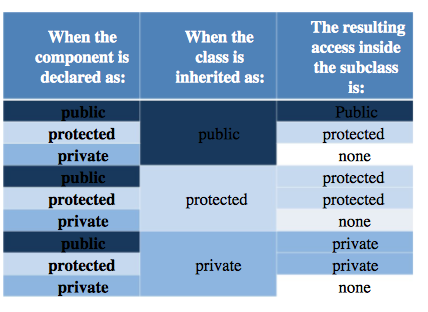 When the component is declared as:
When the class is inherited as:
The resulting access inside the subclass is:
public
Public
protected
public
protected
private
none
public
protected
protected
protected
protected
private
none
public
private
protected
private
private
private
none